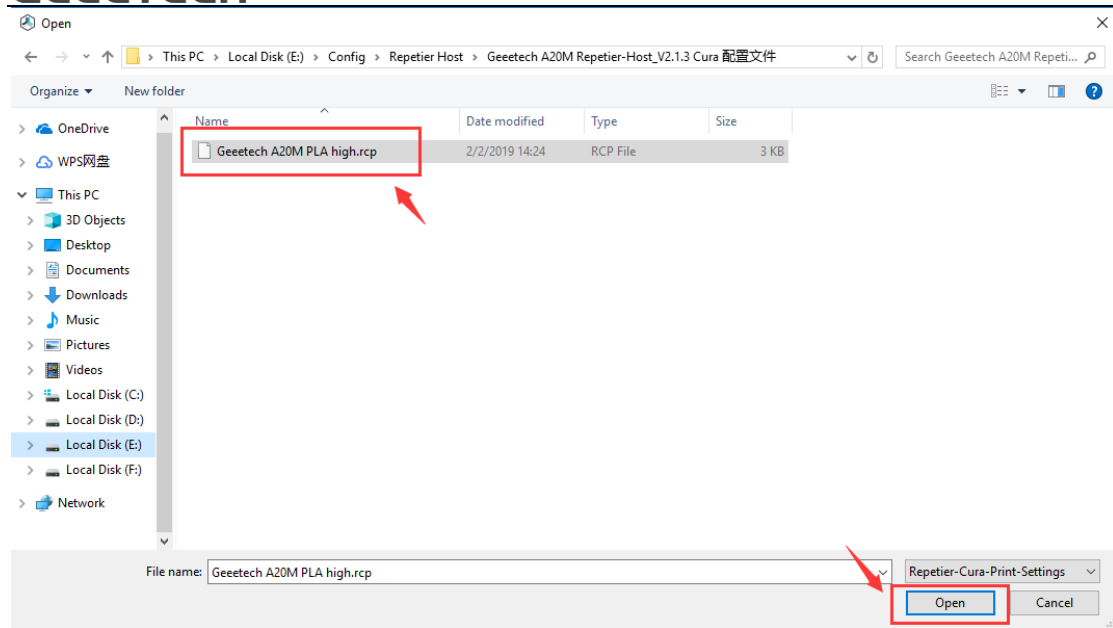 Open
This PC > Local Disk (E:) > Config > Repetier Host > Geeetech A20M Repetier-Host_V2.1.3 Cura 配置文件
Search Geeetech A20M Repeti...
Organize New folder
Name Date modified Type Size
Geeetech A20M PLA high.rcp 2/2/2019 14:24 RCP File 3 KB
OneDrive
WPS网盘
This PC
3D Objects
Desktop
Documents
Downloads
Music
Pictures
Videos
Local Disk (C:)
Local Disk (D:)
Local Disk (E:)
Local Disk (F:)
Network
File name: Geeetech A20M PLA high.rcp Repetier-Cura-Print-Settings
Open Cancel